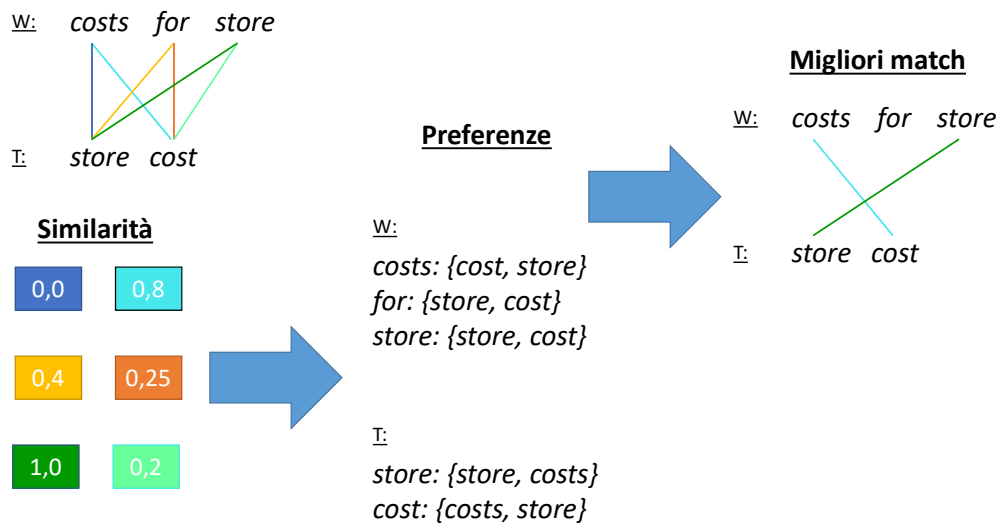 W: costs for store
T: store cost
Similarità
0,0 0,8
0,4 0,25
1,0 0,2
Preferenze
W:
costs: {cost, store}
for: {store, cost}
store: {store, cost}
T:
store: {store, costs}
cost: {costs, store}
Migliori match
W: costs for store
T: store cost